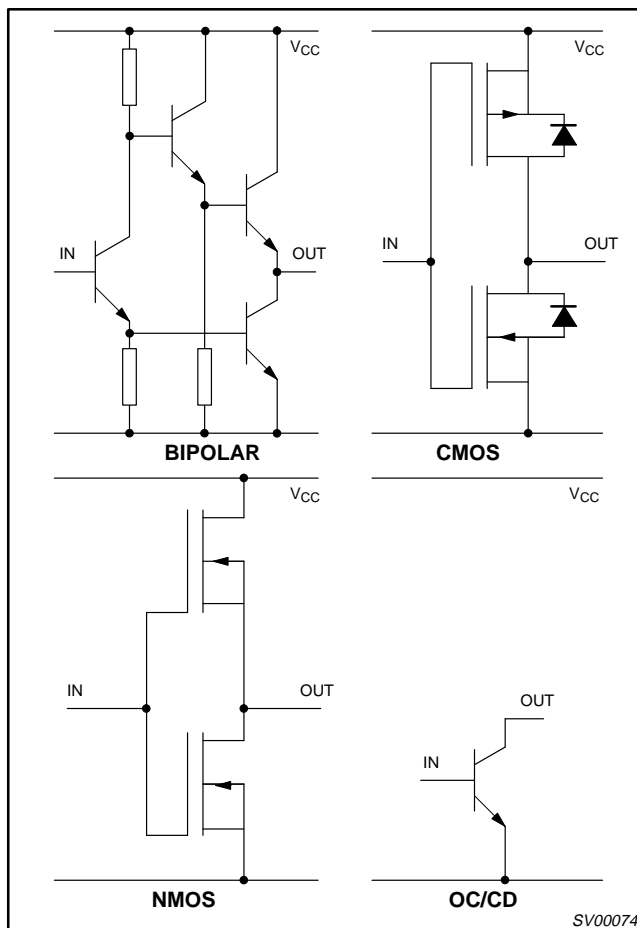 VCC
IN
OUT
BIPOLAR
VCC
IN
OUT
CMOS
VCC
IN
OUT
NMOS
VCC
OUT
IN
OC/CD
SV00074